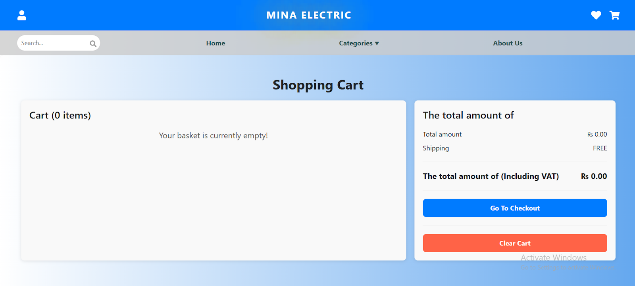 MINA ELECTRIC
Search...
Home
Categories ▾
About Us
Shopping Cart
Cart (0 items)
Your basket is currently empty!
The total amount of
Total amount
₨ 0.00
Shipping
FREE
The total amount of (Including VAT)
₨ 0.00
Go To Checkout
Clear Cart
Activate Windows